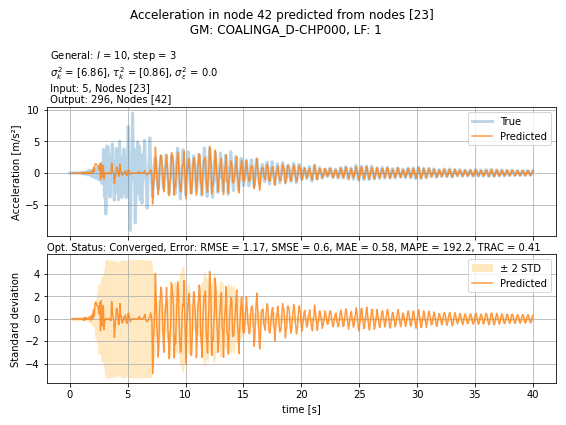 Acceleration in node 42 predicted from nodes [23]
GM: COALINGA_D-CHP000, LF: 1
General: l = 10, step = 3
σ²ₖ = [6.86], τ²ₖ = [0.86], σ²ε = 0.0
Input: 5, Nodes [23]
Output: 296, Nodes [42]
10
5
0
−5
Acceleration [m/s²]
True
Predicted
Opt. Status: Converged, Error: RMSE = 1.17, SMSE = 0.6, MAE = 0.58, MAPE = 192.2, TRAC = 0.41
4
2
0
−2
−4
Standard deviation
± 2 STD
Predicted
0 5 10 15 20 25 30 35 40
time [s]